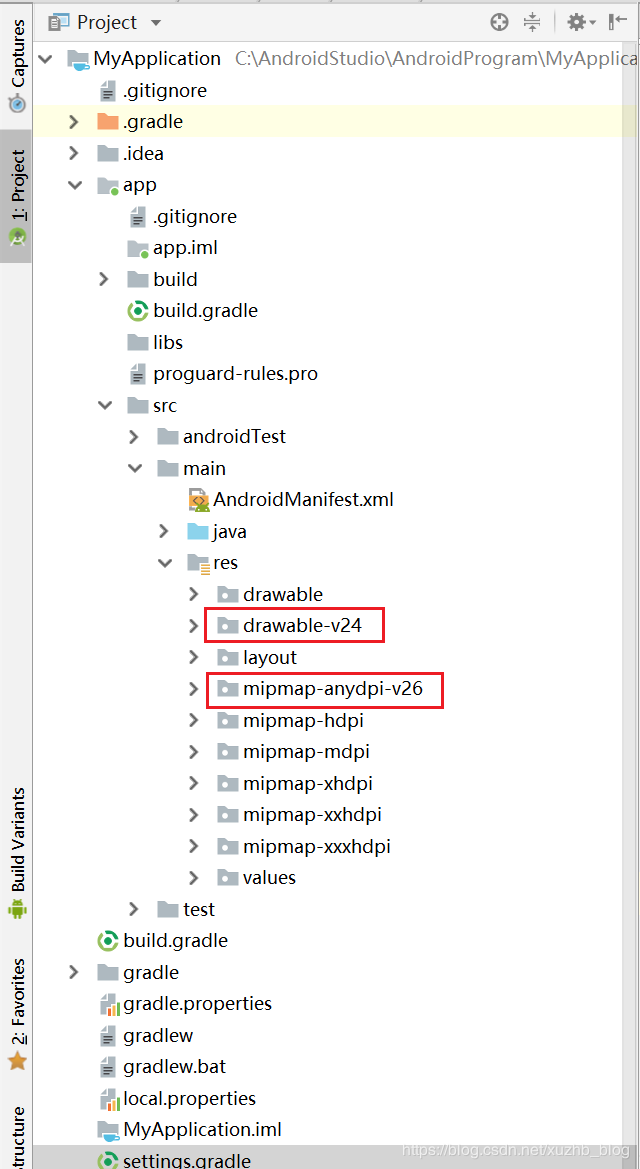 Project
MyApplication C:\AndroidStudio\AndroidProgram\MyApplica
.gitignore
.gradle
.idea
app
.gitignore
app.iml
build
build.gradle
libs
proguard-rules.pro
src
androidTest
main
AndroidManifest.xml
java
res
drawable
drawable-v24
layout
mipmap-anydpi-v26
mipmap-hdpi
mipmap-mdpi
mipmap-xhdpi
mipmap-xxhdpi
mipmap-xxxhdpi
values
test
build.gradle
gradle
gradle.properties
gradlew
gradlew.bat
local.properties
MyApplication.iml
settings.gradle
Captures
1: Project
Build Variants
2: Favorites
tructure
https://blog.csdn.net/xuzhb_blog